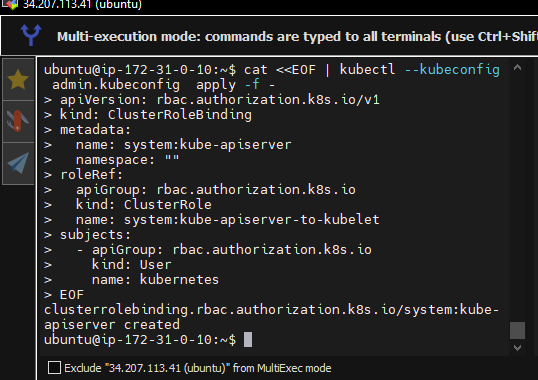 34.207.113.41 (ubuntu)
Multi-execution mode: commands are typed to all terminals (use Ctrl+Shif
ubuntu@ip-172-31-0-10:~$ cat <<EOF | kubectl --kubeconfig
 admin.kubeconfig  apply -f -
> apiVersion: rbac.authorization.k8s.io/v1
> kind: ClusterRoleBinding
> metadata:
>   name: system:kube-apiserver
>   namespace: ""
> roleRef:
>   apiGroup: rbac.authorization.k8s.io
>   kind: ClusterRole
>   name: system:kube-apiserver-to-kubelet
> subjects:
>   - apiGroup: rbac.authorization.k8s.io
>     kind: User
>     name: kubernetes
> EOF
clusterrolebinding.rbac.authorization.k8s.io/system:kube-
apiserver created
ubuntu@ip-172-31-0-10:~$
Exclude "34.207.113.41 (ubuntu)" from MultiExec mode